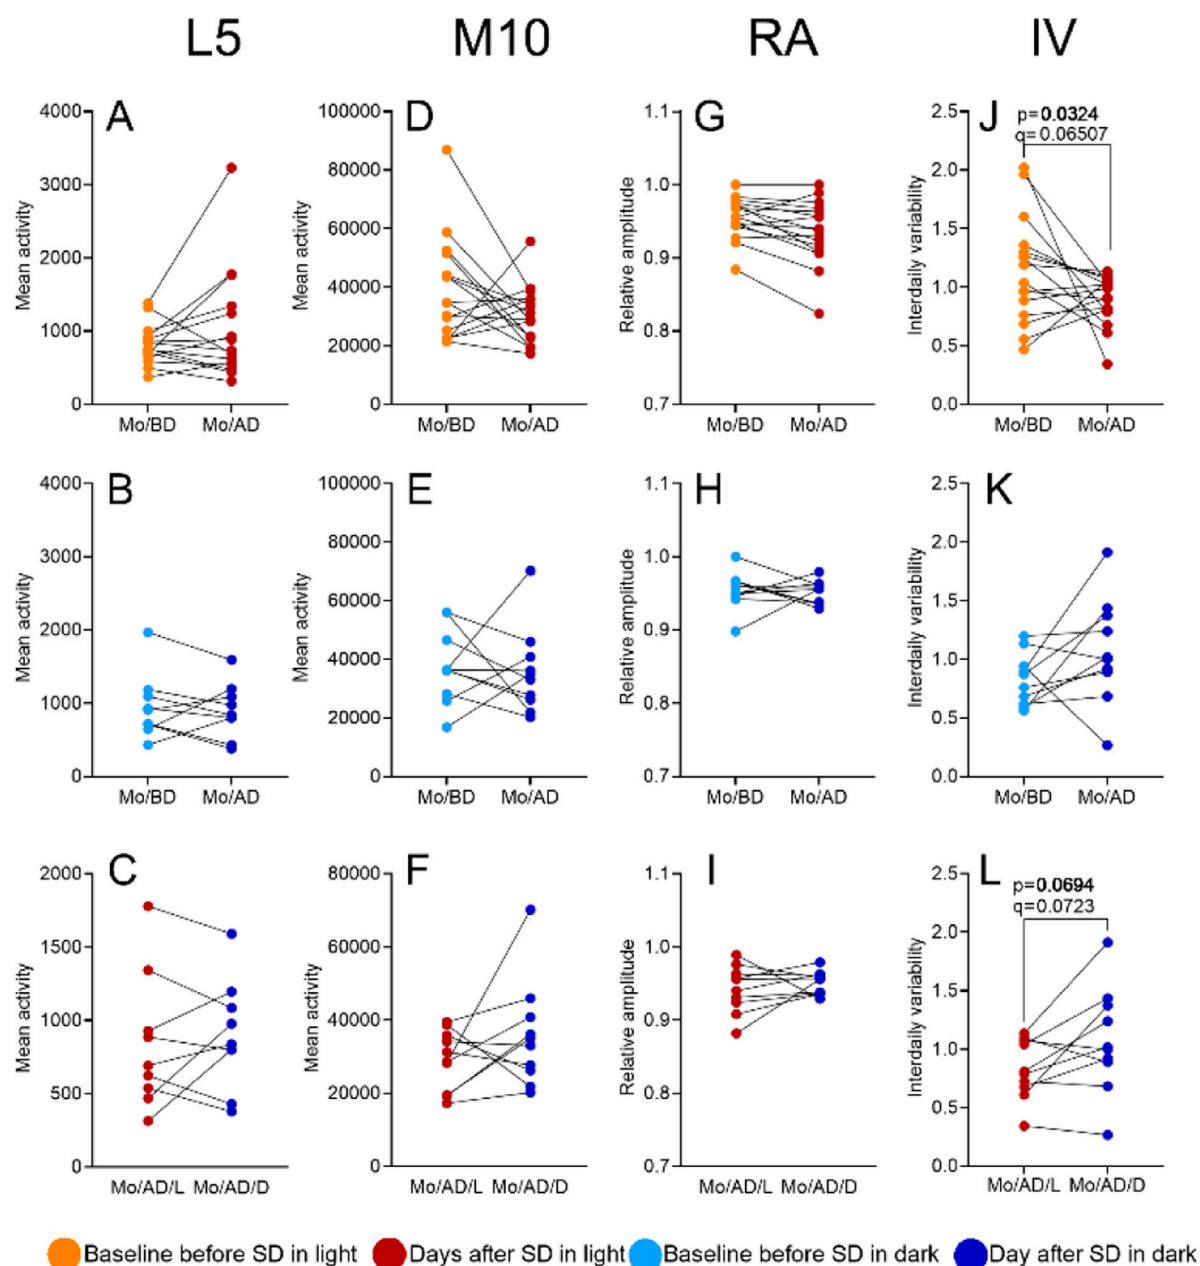 L5 M10 RA IV
A
Mean activity
4000
3000
2000
1000
0
Mo/BD Mo/AD
D
Mean activity
100000
80000
60000
40000
20000
0
Mo/BD Mo/AD
G
Relative amplitude
1.1
1.0
0.9
0.8
0.7
Mo/BD Mo/AD
J
p=0.0324
q=0.06507
Interdaily variability
2.5
2.0
1.5
1.0
0.5
0.0
Mo/BD Mo/AD
B
Mean activity
4000
3000
2000
1000
0
Mo/BD Mo/AD
E
Mean activity
100000
80000
60000
40000
20000
0
Mo/BD Mo/AD
H
Relative amplitude
1.1
1.0
0.9
0.8
0.7
Mo/BD Mo/AD
K
Interdaily variability
2.5
2.0
1.5
1.0
0.5
0.0
Mo/BD Mo/AD
C
Mean activity
2000
1500
1000
500
0
Mo/AD/L Mo/AD/D
F
Mean activity
80000
60000
40000
20000
0
Mo/AD/L Mo/AD/D
I
Relative amplitude
1.1
1.0
0.9
0.8
0.7
Mo/AD/L Mo/AD/D
L
p=0.0694
q=0.0723
Interdaily variability
2.5
2.0
1.5
1.0
0.5
0.0
Mo/AD/L Mo/AD/D
Baseline before SD in light Days after SD in light Baseline before SD in dark Day after SD in dark